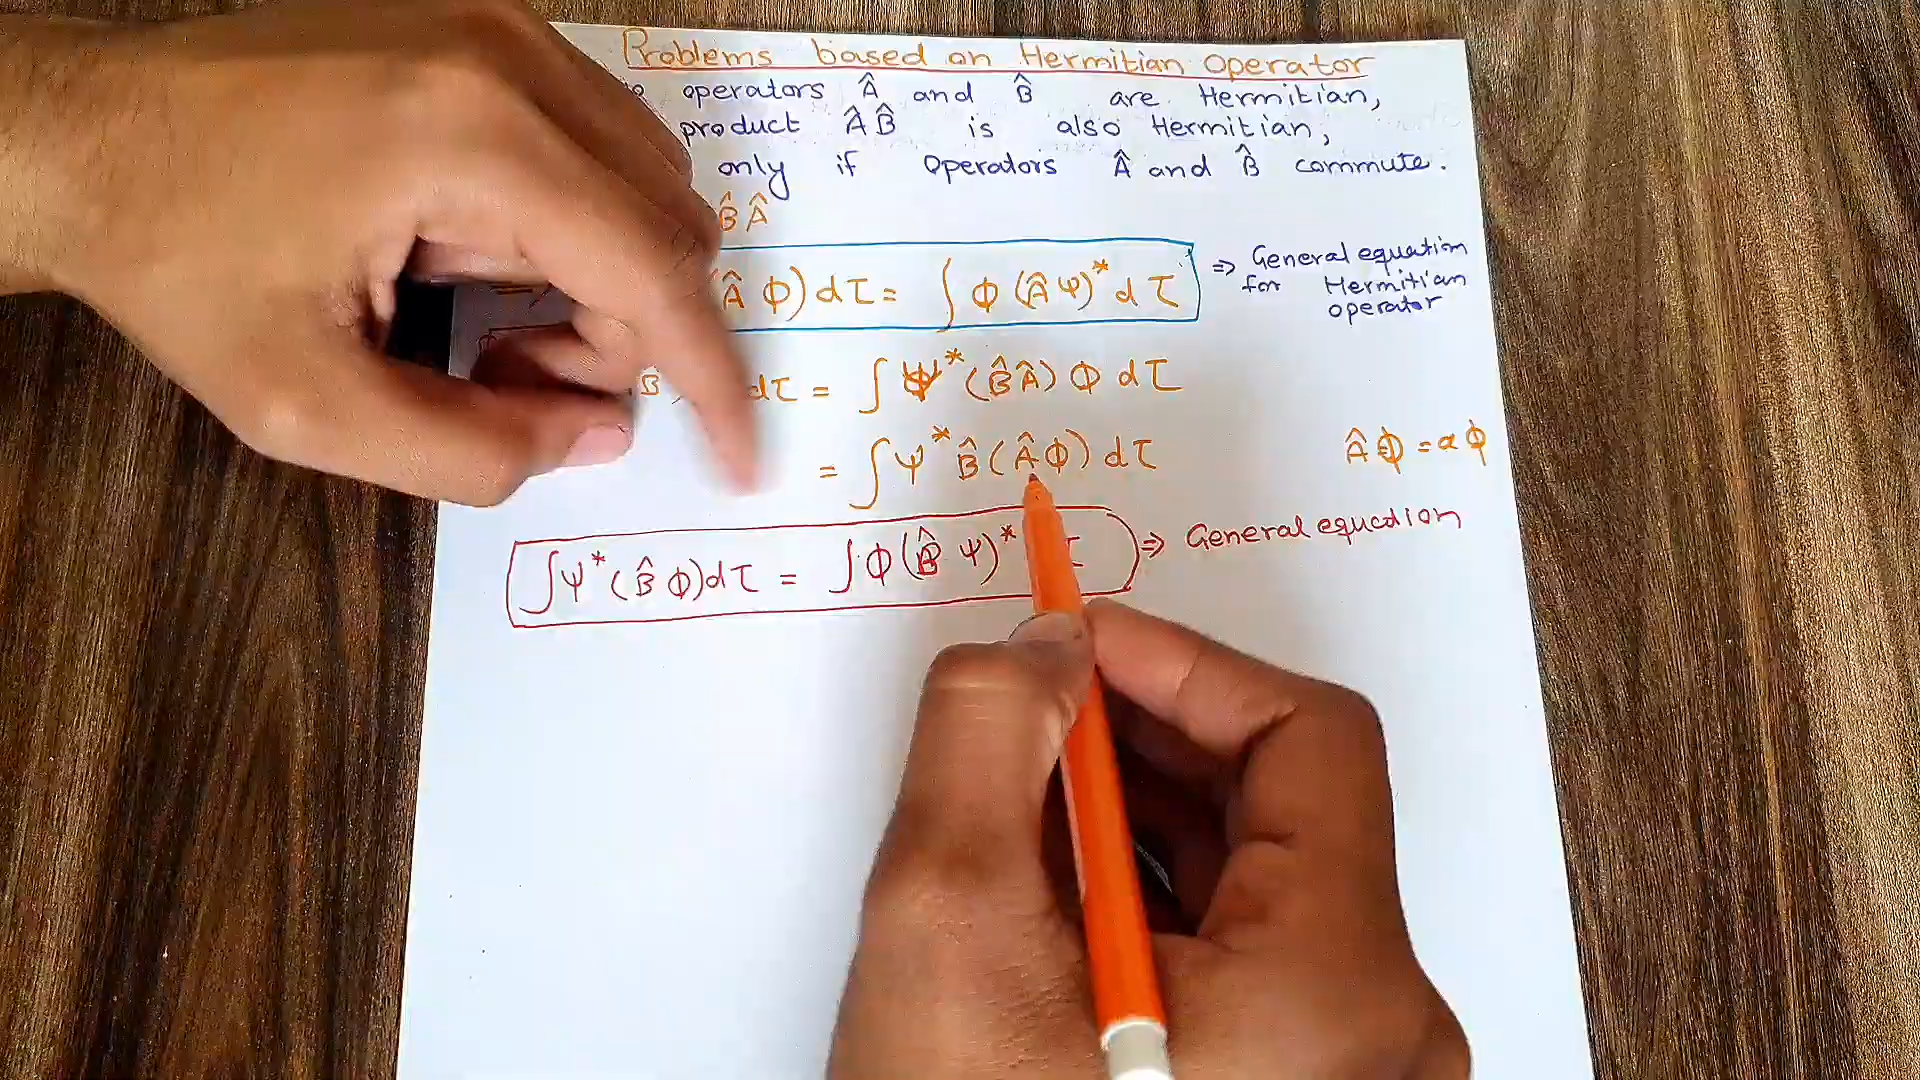 Problems based on Hermitian Operator
operators Â and B̂ are Hermitian,
product ÂB̂ is also Hermitian,
only if Operators Â and B̂ commute.
B̂Â
(Â ϕ) dτ = ∫ ϕ (Â ψ)* dτ
⇒ General equation
for Hermitian
operator
dτ = ∫ ψ* (B̂Â) ϕ dτ
= ∫ ψ* B̂ (Âϕ) dτ
Â ϕ = α ϕ
∫ ψ* (B̂ ϕ) dτ = ∫ ϕ (B̂ ψ)* τ
⇒ General equation